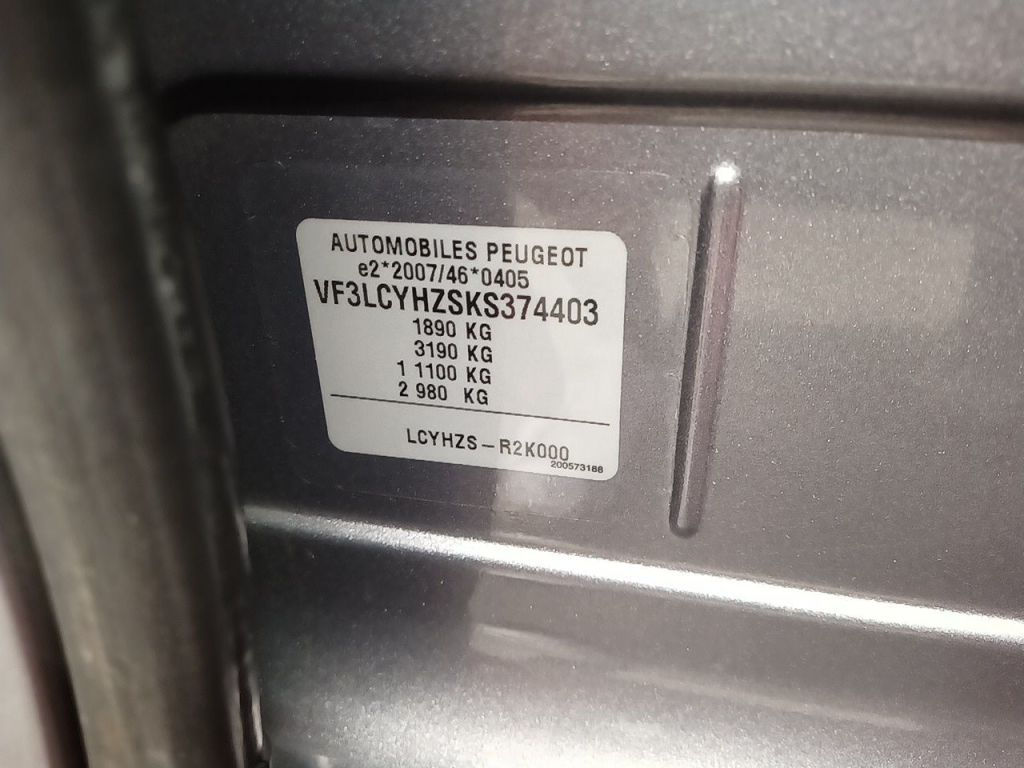 AUTOMOBILES PEUGEOT
e2*2007/46*0405
VF3LCYHZSKS374403
1890 KG
3190 KG
1 1100 KG
2 980 KG
LCYHZS-R2K000
200573188